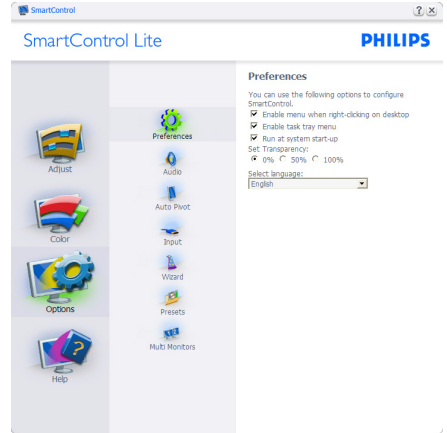 SmartControl
SmartControl Lite
PHILIPS
Adjust
Color
Options
Help
Preferences
Audio
Auto Pivot
Input
Wizard
Presets
Multi Monitors
Preferences
You can use the following options to configure
SmartControl.
Enable menu when right-clicking on desktop
Enable task tray menu
Run at system start-up
Set Transparency:
0% 50% 100%
Select language:
English